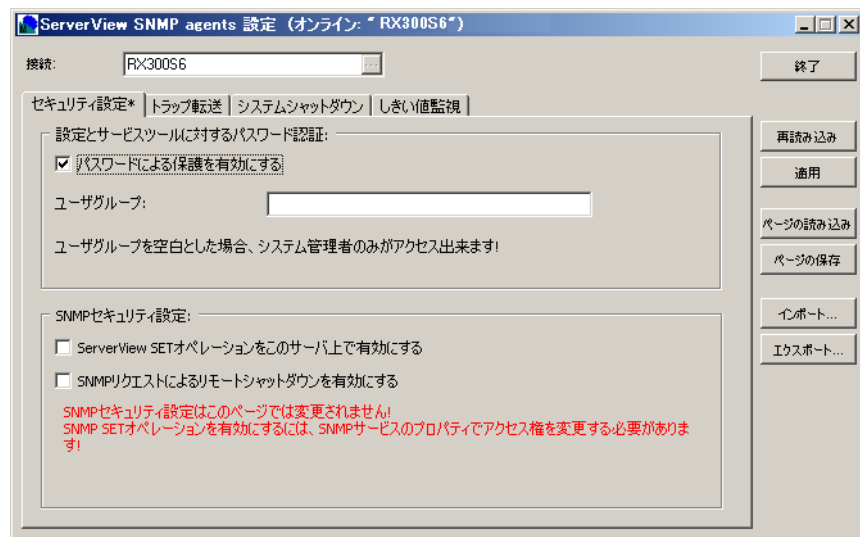 ServerView SNMP agents 設定 (オンライン: " RX300S6")
接続:
RX300S6
...
終了
セキュリティ設定* トラップ転送 システムシャットダウン しきい値監視
設定とサービスツールに対するパスワード認証:
再読み込み
パスワードによる保護を有効にする
適用
ユーザグループ:
ページの読み込み
ユーザグループを空白とした場合、システム管理者のみがアクセス出来ます!
ページの保存
SNMPセキュリティ設定:
インポート...
ServerView SETオペレーションをこのサーバ上で有効にする
エクスポート...
SNMPリクエストによるリモートシャットダウンを有効にする
SNMPセキュリティ設定はこのページでは変更されません!
SNMP SETオペレーションを有効にするには、SNMPサービスのプロパティでアクセス権を変更する必要がありま
す!